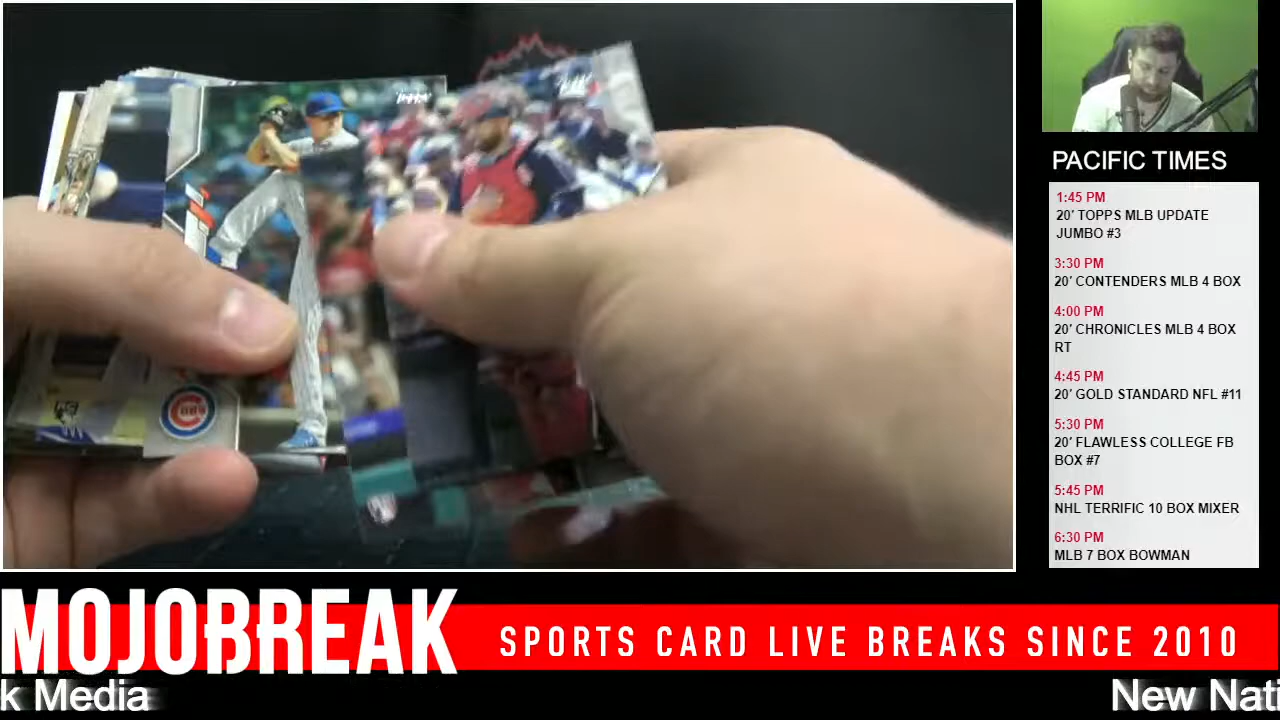 PACIFIC TIMES
1:45 PM
20' TOPPS MLB UPDATE
JUMBO #3
3:30 PM
20' CONTENDERS MLB 4 BOX
4:00 PM
20' CHRONICLES MLB 4 BOX
RT
4:45 PM
20' GOLD STANDARD NFL #11
5:30 PM
20' FLAWLESS COLLEGE FB
BOX #7
5:45 PM
NHL TERRIFIC 10 BOX MIXER
6:30 PM
MLB 7 BOX BOWMAN
CUBS
RC
MOJOBREAK
SPORTS CARD LIVE BREAKS SINCE 2010
k Media
New Nati